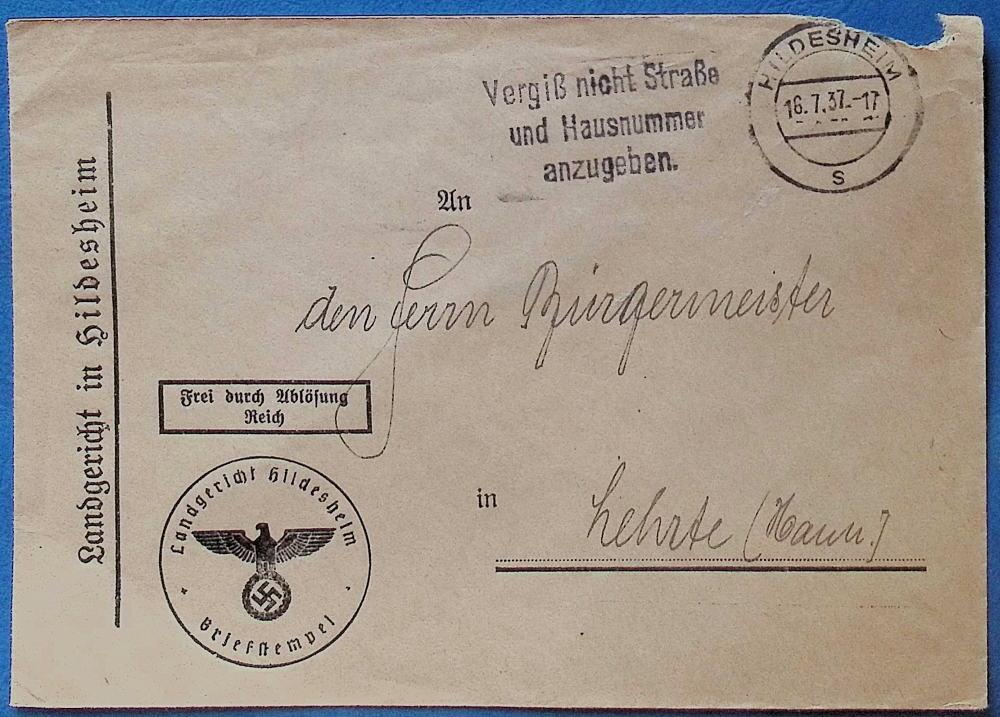 Landgericht in Hildesheim
Vergiß nicht Straße
und Hausnummer
anzugeben.
HILDESHEIM
16.7.37.-17
S
An
den Herrn Bürgermeister
Frei durch Ablösung
Reich
Landgericht Hildesheim
Briefstempel
in
Lehrte (Hann.)